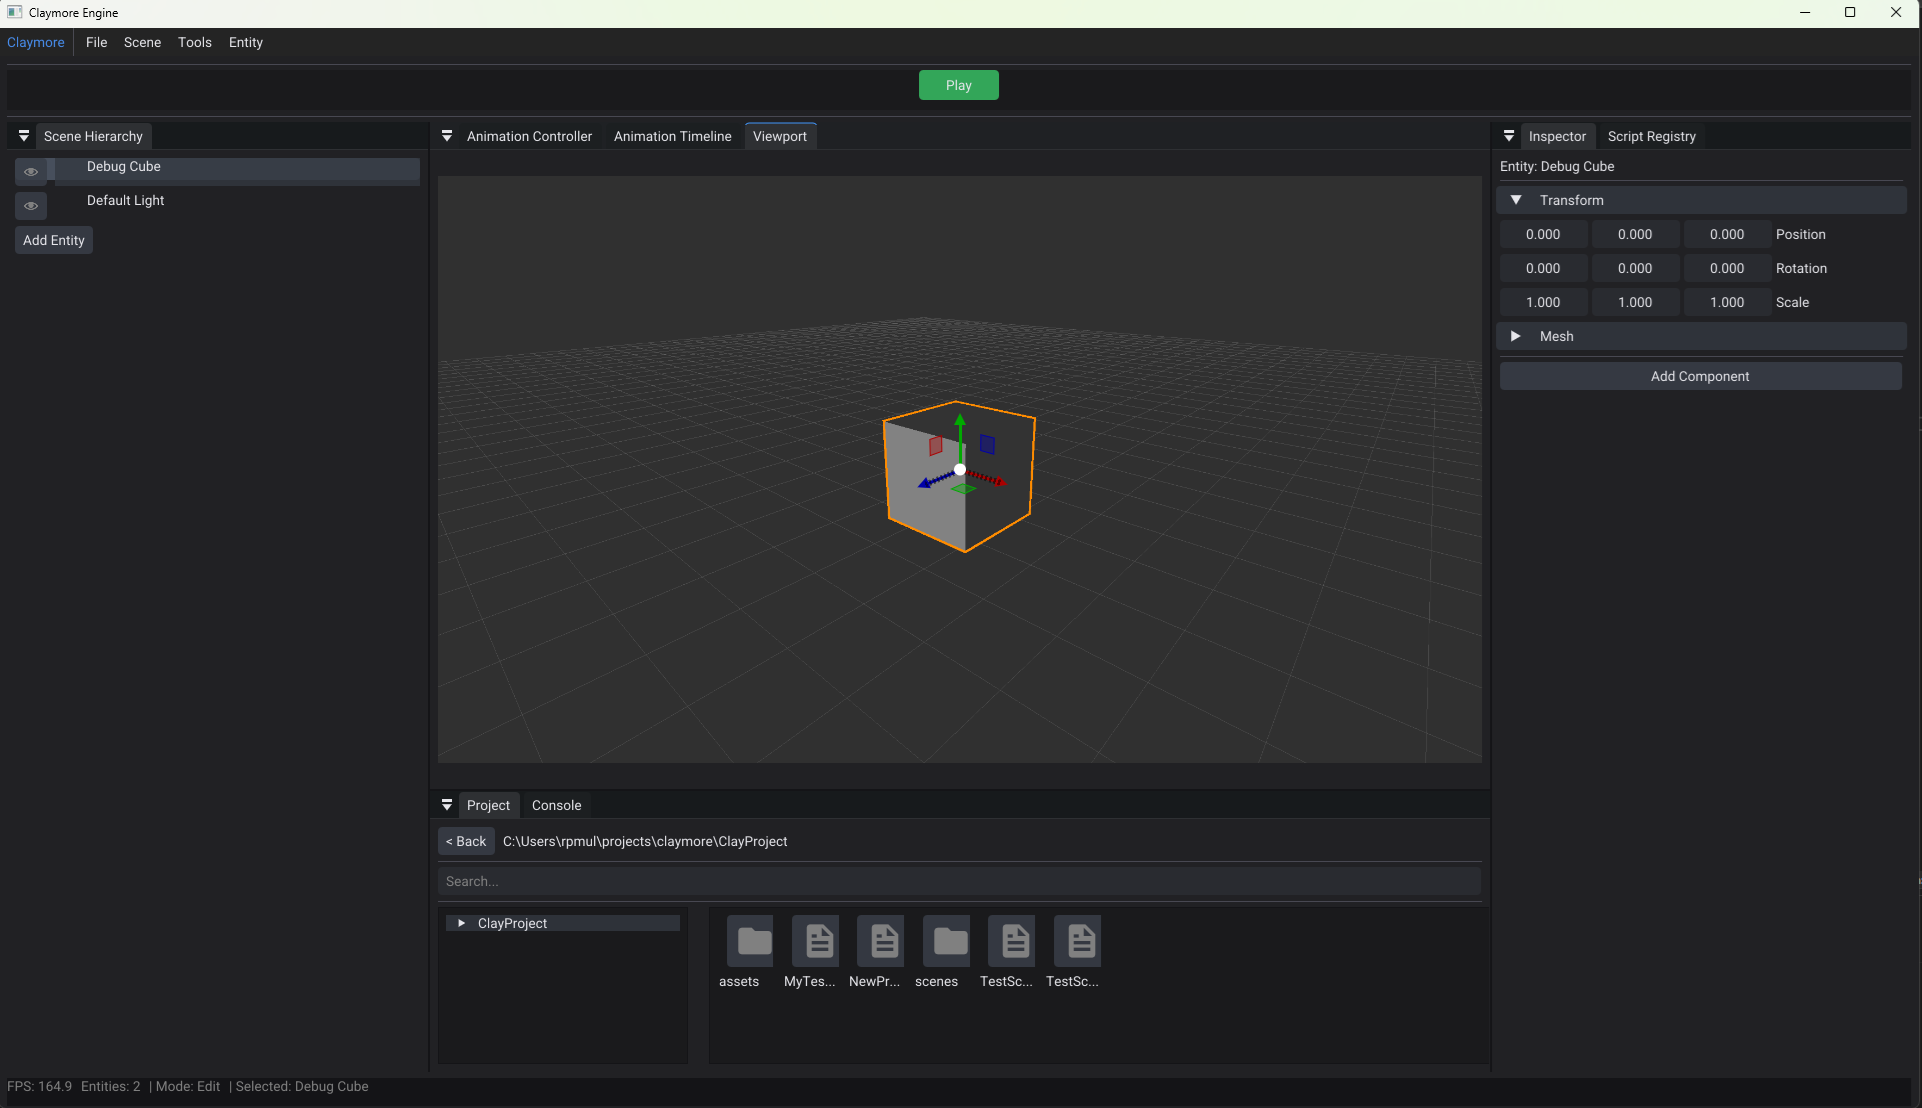 Claymore Engine
Claymore File Scene Tools Entity
Play
Scene Hierarchy
Debug Cube
Default Light
Add Entity
Animation Controller Animation Timeline Viewport
Inspector Script Registry
Entity: Debug Cube
Transform
0.000 0.000 0.000 Position
0.000 0.000 0.000 Rotation
1.000 1.000 1.000 Scale
Mesh
Add Component
Project Console
< Back C:\Users\rpmul\projects\claymore\ClayProject
Search...
ClayProject
assets MyTes... NewPr... scenes TestSc... TestSc...
FPS: 164.9 Entities: 2 | Mode: Edit | Selected: Debug Cube